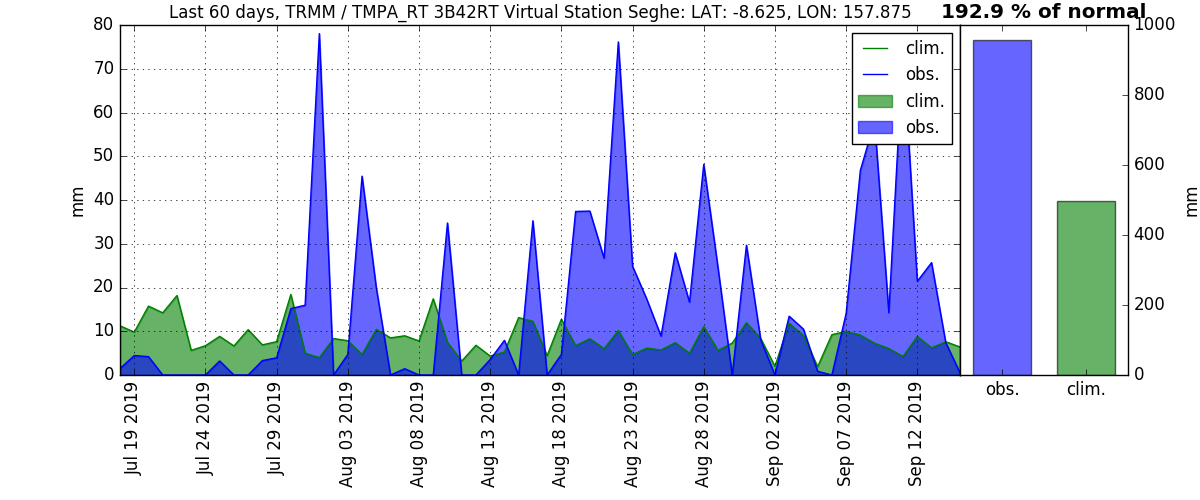 Last 60 days, TRMM / TMPA_RT 3B42RT Virtual Station Seghe: LAT: -8.625, LON: 157.875
192.9 % of normal
80
70
60
50
40
30
20
10
0
mm
clim.
obs.
clim.
obs.
Jul 19 2019
Jul 24 2019
Jul 29 2019
Aug 03 2019
Aug 08 2019
Aug 13 2019
Aug 18 2019
Aug 23 2019
Aug 28 2019
Sep 02 2019
Sep 07 2019
Sep 12 2019
1000
800
600
400
200
0
mm
obs.
clim.